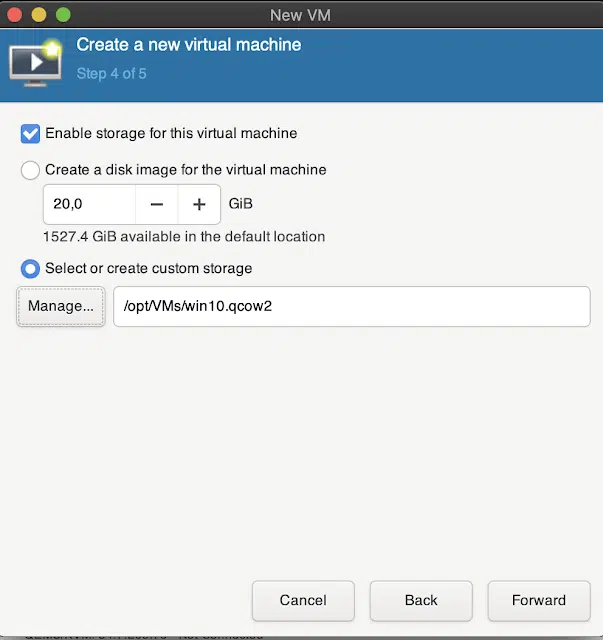 New VM
Create a new virtual machine
Step 4 of 5
Enable storage for this virtual machine
Create a disk image for the virtual machine
20,0 − + GiB
1527.4 GiB available in the default location
Select or create custom storage
Manage... /opt/VMs/win10.qcow2
Cancel Back Forward